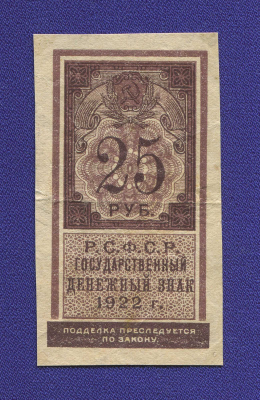 25
РУБ.
Р.С.Ф.С.Р.
ГОСУДАРСТВЕННЫЙ
ДЕНЕЖНЫЙ ЗНАК
1922 г.
ПОДДЕЛКА ПРЕСЛЕДУЕТСЯ
ПО ЗАКОНУ.